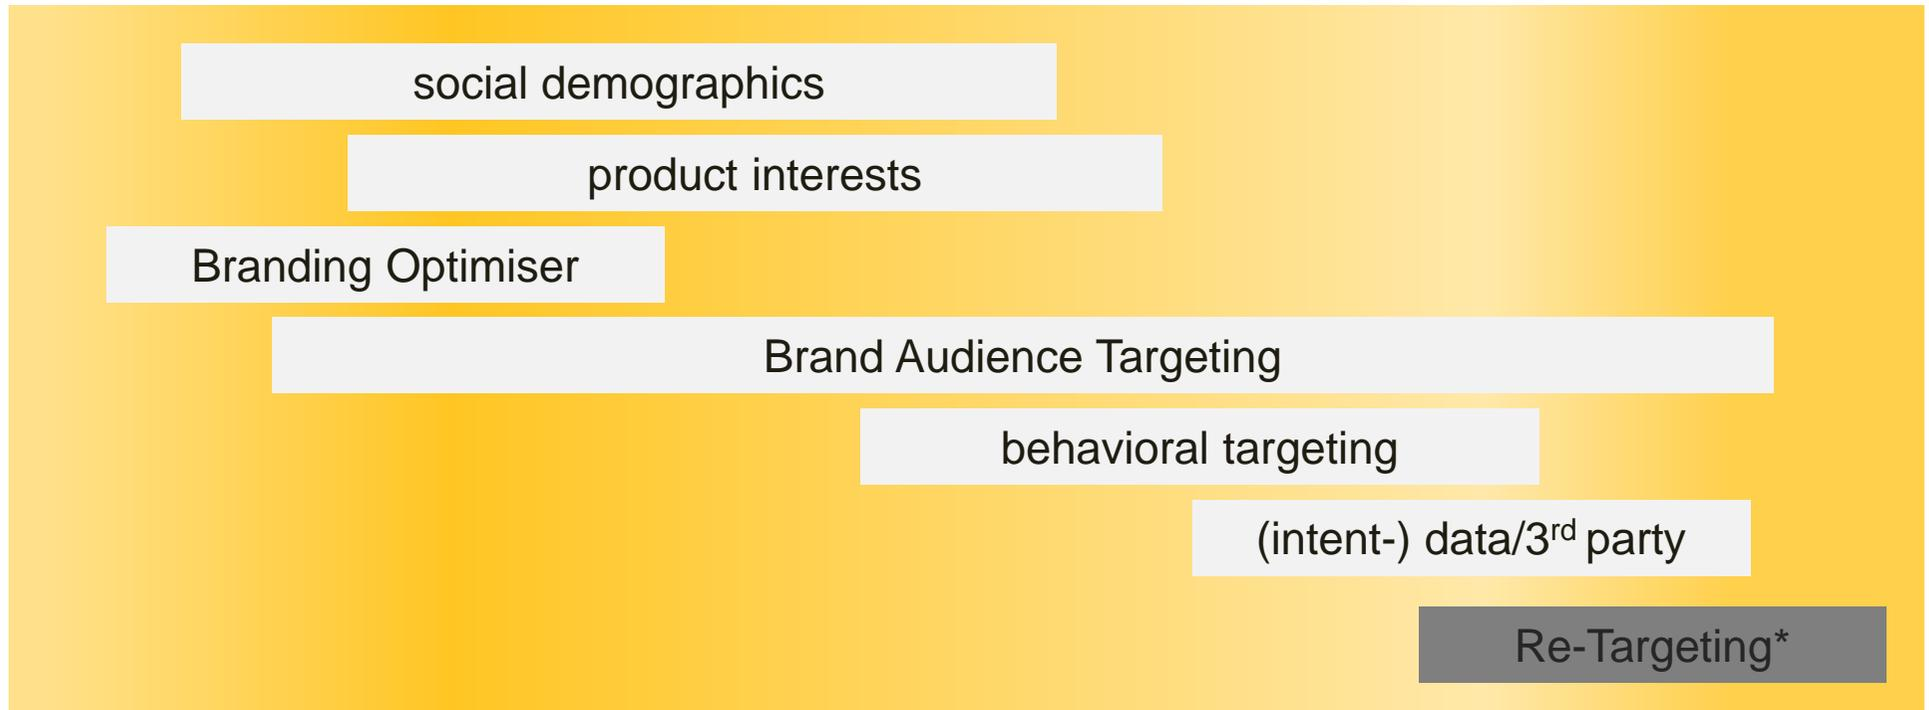 social demographics
product interests
Branding Optimiser
Brand Audience Targeting
behavioral targeting
(intent-) data/3rd party
Re-Targeting*